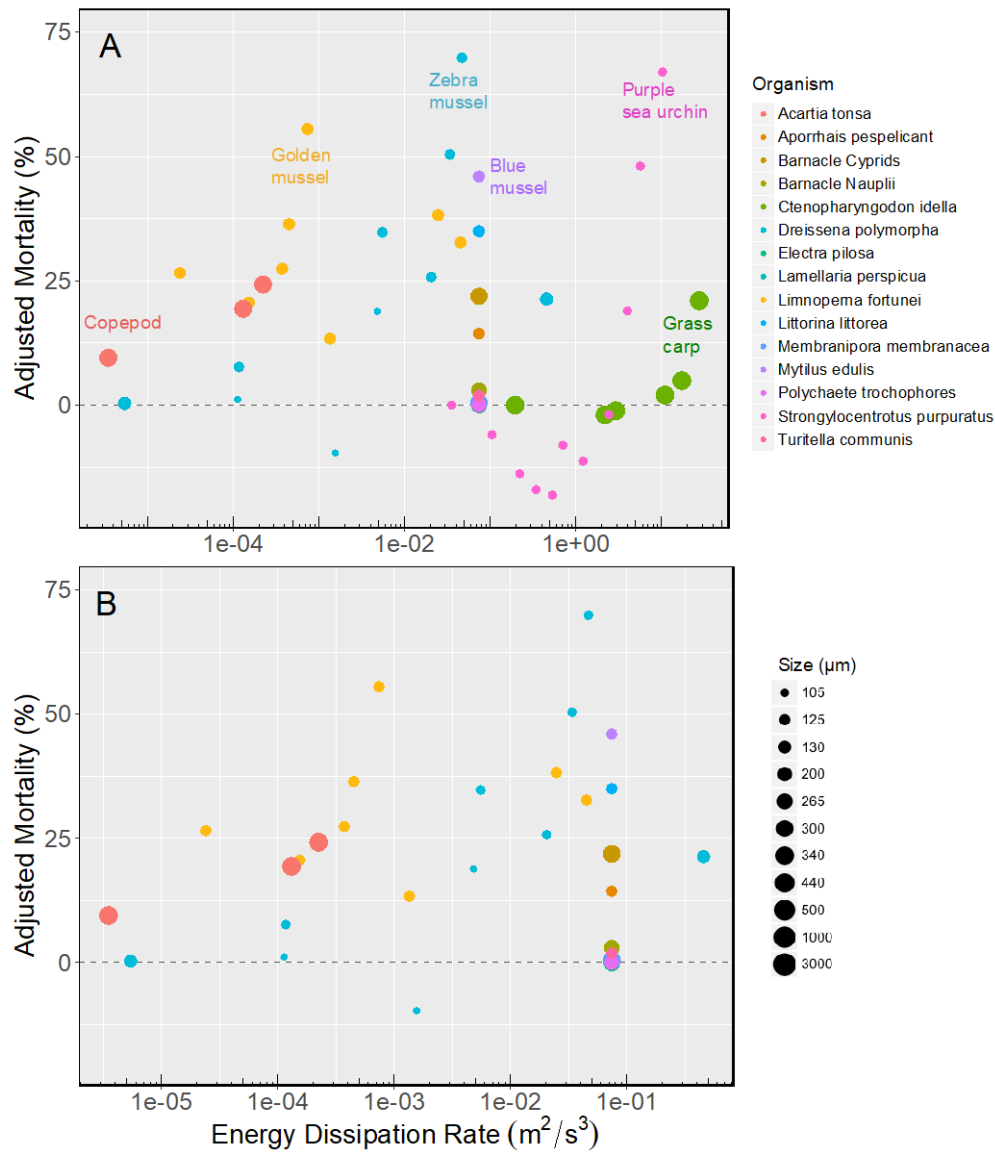 A
75
50
25
0
Adjusted Mortality (%)
Zebra
mussel
Purple
sea urchin
Golden
mussel
Blue
mussel
Copepod
Grass
carp
1e-04
1e-02
1e+00
Organism
Acartia tonsa
Aporrhais pespelicant
Barnacle Cyprids
Barnacle Nauplii
Ctenopharyngodon idella
Dreissena polymorpha
Electra pilosa
Lamellaria perspicua
Limnoperna fortunei
Littorina littorea
Membranipora membranacea
Mytilus edulis
Polychaete trochophores
Strongylocentrotus purpuratus
Turitella communis
B
75
50
25
0
Adjusted Mortality (%)
1e-05
1e-04
1e-03
1e-02
1e-01
Energy Dissipation Rate (m²/s³)
Size (µm)
105
125
130
200
265
300
340
440
500
1000
3000